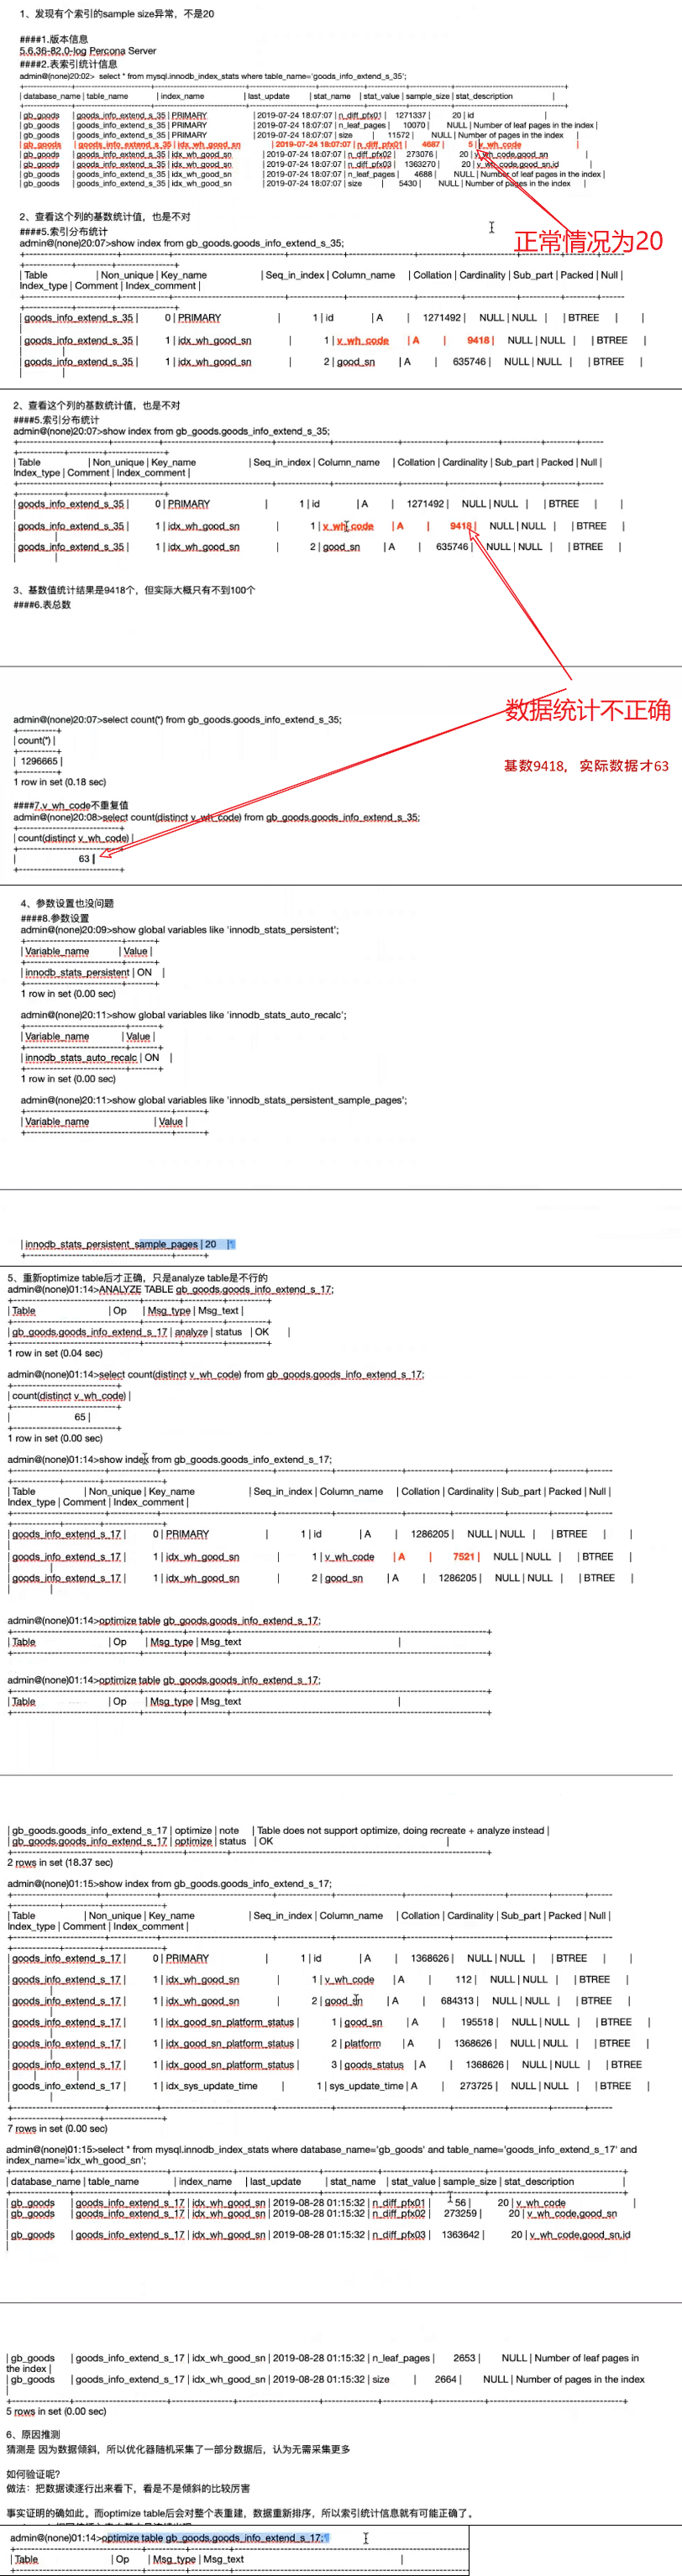 1、发现有个索引的sample size异常，不是20
####1.版本信息
5.6.36-82.0-log Percona Server
####2.表索引统计信息
admin@(none)20:02> select * from mysql.innodb_index_stats where table_name='goods_info_extend_s_35';
| database_name | table_name | index_name | last_update | stat_name | stat_value | sample_size | stat_description |
| gb_goods | goods_info_extend_s_35 | PRIMARY | 2019-07-24 18:07:07 | n_diff_pfx01 | 1271337 | 20 | id
| gb_goods | goods_info_extend_s_35 | PRIMARY | 2019-07-24 18:07:07 | n_leaf_pages | 10070 | NULL | Number of leaf pages in the index |
| gb_goods | goods_info_extend_s_35 | PRIMARY | 2019-07-24 18:07:07 | size | 11572 | NULL | Number of pages in the index
| gb_goods | goods_info_extend_s_35 | idx_wh_good_sn | 2019-07-24 18:07:07 | n_diff_pfx01 | 4687 | 5 | v_wh_code |
| gb_goods | goods_info_extend_s_35 | idx_wh_good_sn | 2019-07-24 18:07:07 | n_diff_pfx02 | 273076 | 20 | v_wh_code,good_sn
| gb_goods | goods_info_extend_s_35 | idx_wh_good_sn | 2019-07-24 18:07:07 | n_diff_pfx03 | 1363270 | 20 | v_wh_code,good_sn,id
| gb_goods | goods_info_extend_s_35 | idx_wh_good_sn | 2019-07-24 18:07:07 | n_leaf_pages | 4688 | NULL | Number of leaf pages in the index |
| gb_goods | goods_info_extend_s_35 | idx_wh_good_sn | 2019-07-24 18:07:07 | size | 5430 | NULL | Number of pages in the index |
正常情况为20
2、查看这个列的基数统计值，也是不对
####5.索引分布统计
admin@(none)20:07>show index from gb_goods.goods_info_extend_s_35;
| Table | Non_unique | Key_name | Seq_in_index | Column_name | Collation | Cardinality | Sub_part | Packed | Null |
Index_type | Comment | Index_comment |
| goods_info_extend_s_35 | 0 | PRIMARY | 1 | id | A | 1271492 | NULL | NULL | | BTREE | |
| goods_info_extend_s_35 | 1 | idx_wh_good_sn | 1 | v_wh_code | A | 9418 | NULL | NULL | | BTREE |
| goods_info_extend_s_35 | 1 | idx_wh_good_sn | 2 | good_sn | A | 635746 | NULL | NULL | | BTREE |
2、查看这个列的基数统计值，也是不对
####5.索引分布统计
admin@(none)20:07>show index from gb_goods.goods_info_extend_s_35;
| Table | Non_unique | Key_name | Seq_in_index | Column_name | Collation | Cardinality | Sub_part | Packed | Null |
Index_type | Comment | Index_comment |
| goods_info_extend_s_35 | 0 | PRIMARY | 1 | id | A | 1271492 | NULL | NULL | | BTREE | |
| goods_info_extend_s_35 | 1 | idx_wh_good_sn | 1 | v_wh_code | A | 9418 | NULL | NULL | | BTREE |
| goods_info_extend_s_35 | 1 | idx_wh_good_sn | 2 | good_sn | A | 635746 | NULL | NULL | | BTREE |
3、基数值统计结果是9418个，但实际大概只有不到100个
####6.表总数
数据统计不正确
基数9418，实际数据才63
admin@(none)20:07>select count(*) from gb_goods.goods_info_extend_s_35;
| count(*) |
| 1296665 |
1 row in set (0.18 sec)
####7.v_wh_code不重复值
admin@(none)20:08>select count(distinct v_wh_code) from gb_goods.goods_info_extend_s_35;
| count(distinct v_wh_code) |
| 63 |
4、参数设置也没问题
####8.参数设置
admin@(none)20:09>show global variables like 'innodb_stats_persistent';
| Variable_name | Value |
| innodb_stats_persistent | ON |
1 row in set (0.00 sec)
admin@(none)20:11>show global variables like 'innodb_stats_auto_recalc';
| Variable_name | Value |
| innodb_stats_auto_recalc | ON |
1 row in set (0.00 sec)
admin@(none)20:11>show global variables like 'innodb_stats_persistent_sample_pages';
| Variable_name | Value |
| innodb_stats_persistent_sample_pages | 20 |
5、重新optimize table后才正确，只是analyze table是不行的
admin@(none)01:14>ANALYZE TABLE gb_goods.goods_info_extend_s_17;
| Table | Op | Msg_type | Msg_text |
| gb_goods.goods_info_extend_s_17 | analyze | status | OK |
1 row in set (0.04 sec)
admin@(none)01:14>select count(distinct v_wh_code) from gb_goods.goods_info_extend_s_17;
| count(distinct v_wh_code) |
| 65 |
1 row in set (0.00 sec)
admin@(none)01:14>show index from gb_goods.goods_info_extend_s_17;
| Table | Non_unique | Key_name | Seq_in_index | Column_name | Collation | Cardinality | Sub_part | Packed | Null |
Index_type | Comment | Index_comment |
| goods_info_extend_s_17 | 0 | PRIMARY | 1 | id | A | 1286205 | NULL | NULL | | BTREE | |
| goods_info_extend_s_17 | 1 | idx_wh_good_sn | 1 | v_wh_code | A | 7521 | NULL | NULL | | BTREE |
| goods_info_extend_s_17 | 1 | idx_wh_good_sn | 2 | good_sn | A | 1286205 | NULL | NULL | | BTREE |
admin@(none)01:14>optimize table gb_goods.goods_info_extend_s_17;
| Table | Op | Msg_type | Msg_text |
admin@(none)01:14>optimize table gb_goods.goods_info_extend_s_17;
| Table | Op | Msg_type | Msg_text |
| gb_goods.goods_info_extend_s_17 | optimize | note | Table does not support optimize, doing recreate + analyze instead |
| gb_goods.goods_info_extend_s_17 | optimize | status | OK |
2 rows in set (18.37 sec)
admin@(none)01:15>show index from gb_goods.goods_info_extend_s_17;
| Table | Non_unique | Key_name | Seq_in_index | Column_name | Collation | Cardinality | Sub_part | Packed | Null |
Index_type | Comment | Index_comment |
| goods_info_extend_s_17 | 0 | PRIMARY | 1 | id | A | 1368626 | NULL | NULL | | BTREE | |
| goods_info_extend_s_17 | 1 | idx_wh_good_sn | 1 | v_wh_code | A | 112 | NULL | NULL | | BTREE |
| goods_info_extend_s_17 | 1 | idx_wh_good_sn | 2 | good_sn | A | 684313 | NULL | NULL | | BTREE |
| goods_info_extend_s_17 | 1 | idx_good_sn_platform_status | 1 | good_sn | A | 195518 | NULL | NULL | | BTREE |
| goods_info_extend_s_17 | 1 | idx_good_sn_platform_status | 2 | platform | A | 1368626 | NULL | NULL | | BTREE |
| goods_info_extend_s_17 | 1 | idx_good_sn_platform_status | 3 | goods_status | A | 1368626 | NULL | NULL | | BTREE
| goods_info_extend_s_17 | 1 | idx_sys_update_time | 1 | sys_update_time | A | 273725 | NULL | NULL | | BTREE |
7 rows in set (0.00 sec)
admin@(none)01:15>select * from mysql.innodb_index_stats where database_name='gb_goods' and table_name='goods_info_extend_s_17' and
index_name='idx_wh_good_sn';
| database_name | table_name | index_name | last_update | stat_name | stat_value | sample_size | stat_description |
| gb_goods | goods_info_extend_s_17 | idx_wh_good_sn | 2019-08-28 01:15:32 | n_diff_pfx01 | 56 | 20 | v_wh_code |
| gb_goods | goods_info_extend_s_17 | idx_wh_good_sn | 2019-08-28 01:15:32 | n_diff_pfx02 | 273259 | 20 | v_wh_code,good_sn
| gb_goods | goods_info_extend_s_17 | idx_wh_good_sn | 2019-08-28 01:15:32 | n_diff_pfx03 | 1363642 | 20 | v_wh_code,good_sn,id
| gb_goods | goods_info_extend_s_17 | idx_wh_good_sn | 2019-08-28 01:15:32 | n_leaf_pages | 2653 | NULL | Number of leaf pages in
the index |
| gb_goods | goods_info_extend_s_17 | idx_wh_good_sn | 2019-08-28 01:15:32 | size | 2664 | NULL | Number of pages in the index
5 rows in set (0.00 sec)
6、原因推测
猜测是 因为数据倾斜，所以优化器随机采集了一部分数据后，认为无需采集更多
如何验证呢?
做法：把数据读逐行出来看下，看是不是倾斜的比较厉害
事实证明的确如此。而optimize table后会对整个表重建，数据重新排序，所以索引统计信息就有可能正确了。
admin@(none)01:14>optimize table gb_goods.goods_info_extend_s_17;
| Table | Op | Msg_type | Msg_text |